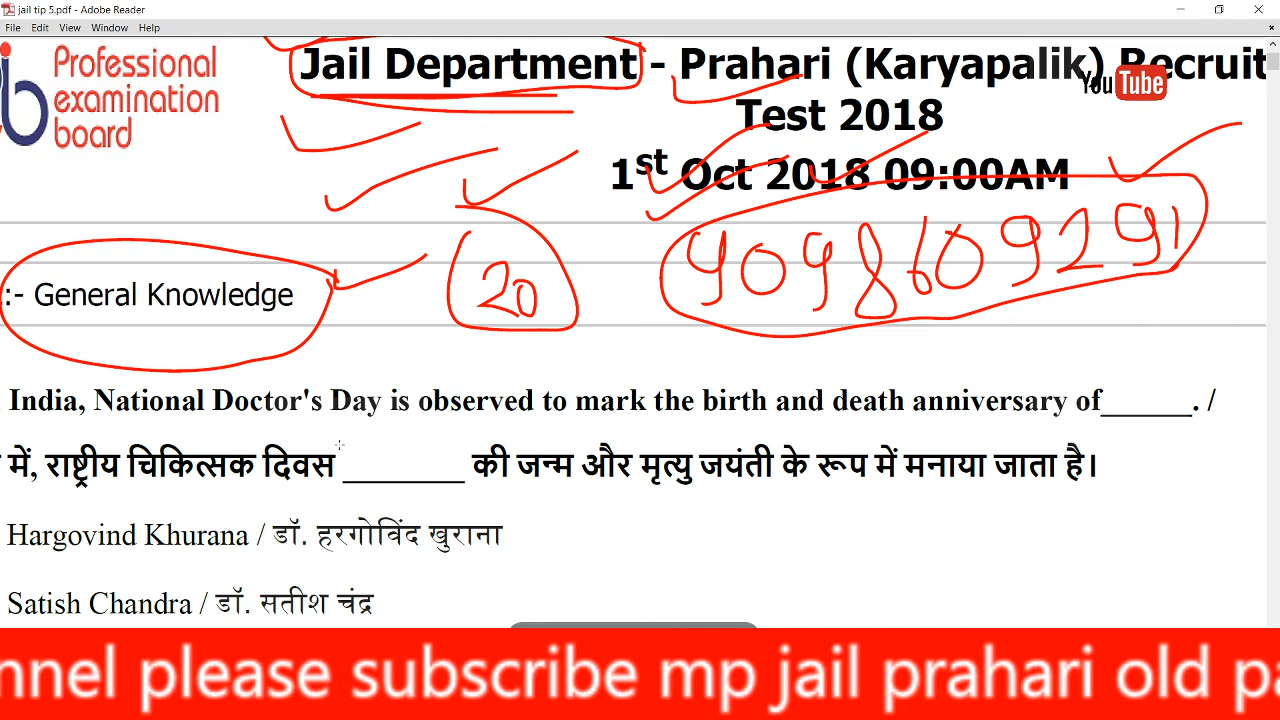 jail tip 5.pdf - Adobe Reader
File Edit View Window Help
Professional
examination
board
Jail Department - Prahari (Karyapalik) Recruit
Test 2018
YouTube
1st Oct 2018 09:00AM
:- General Knowledge
20
9098609291
India, National Doctor's Day is observed to mark the birth and death anniversary of______. /
में, राष्ट्रीय चिकित्सक दिवस ________ की जन्म और मृत्यु जयंती के रूप में मनाया जाता है।
Hargovind Khurana / डॉ. हरगोविंद खुराना
Satish Chandra / डॉ. सतीश चंद्र
nnel please subscribe mp jail prahari old pa